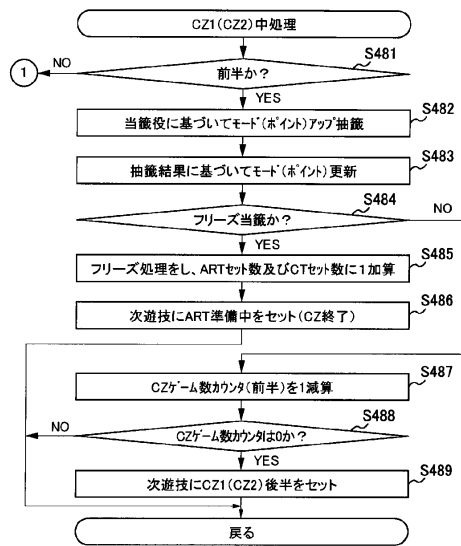 CZ1(CZ2)中処理
S481
NO
1
前半か?
YES
S482
当籤役に基づいてモード(ポイント)アップ抽籤
S483
抽籤結果に基づいてモード(ポイント)更新
S484
フリーズ当籤か?
NO
YES
S485
フリーズ処理をし、ARTセット数及びCTセット数に1加算
S486
次遊技にART準備中をセット(CZ終了)
S487
CZゲーム数カウンタ(前半)を1減算
S488
NO
CZゲーム数カウンタは0か?
YES
S489
次遊技にCZ1(CZ2)後半をセット
戻る